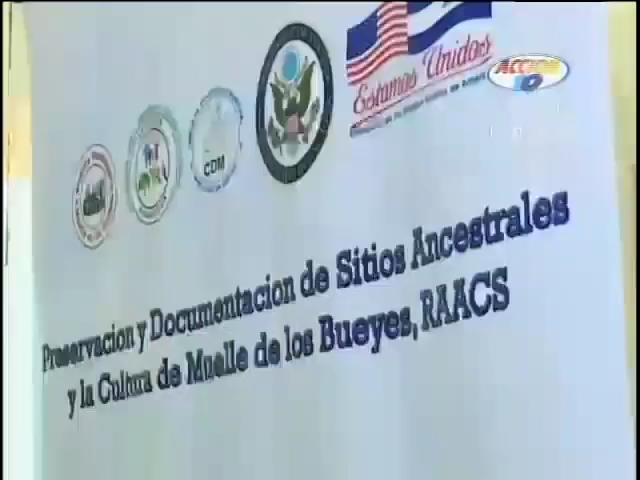 Estamos Unidos
ACCION
10
CDM
Preservacion y Documentacion de Sitios Ancestrales
y la Cultura de Muelle de los Bueyes, RAACS